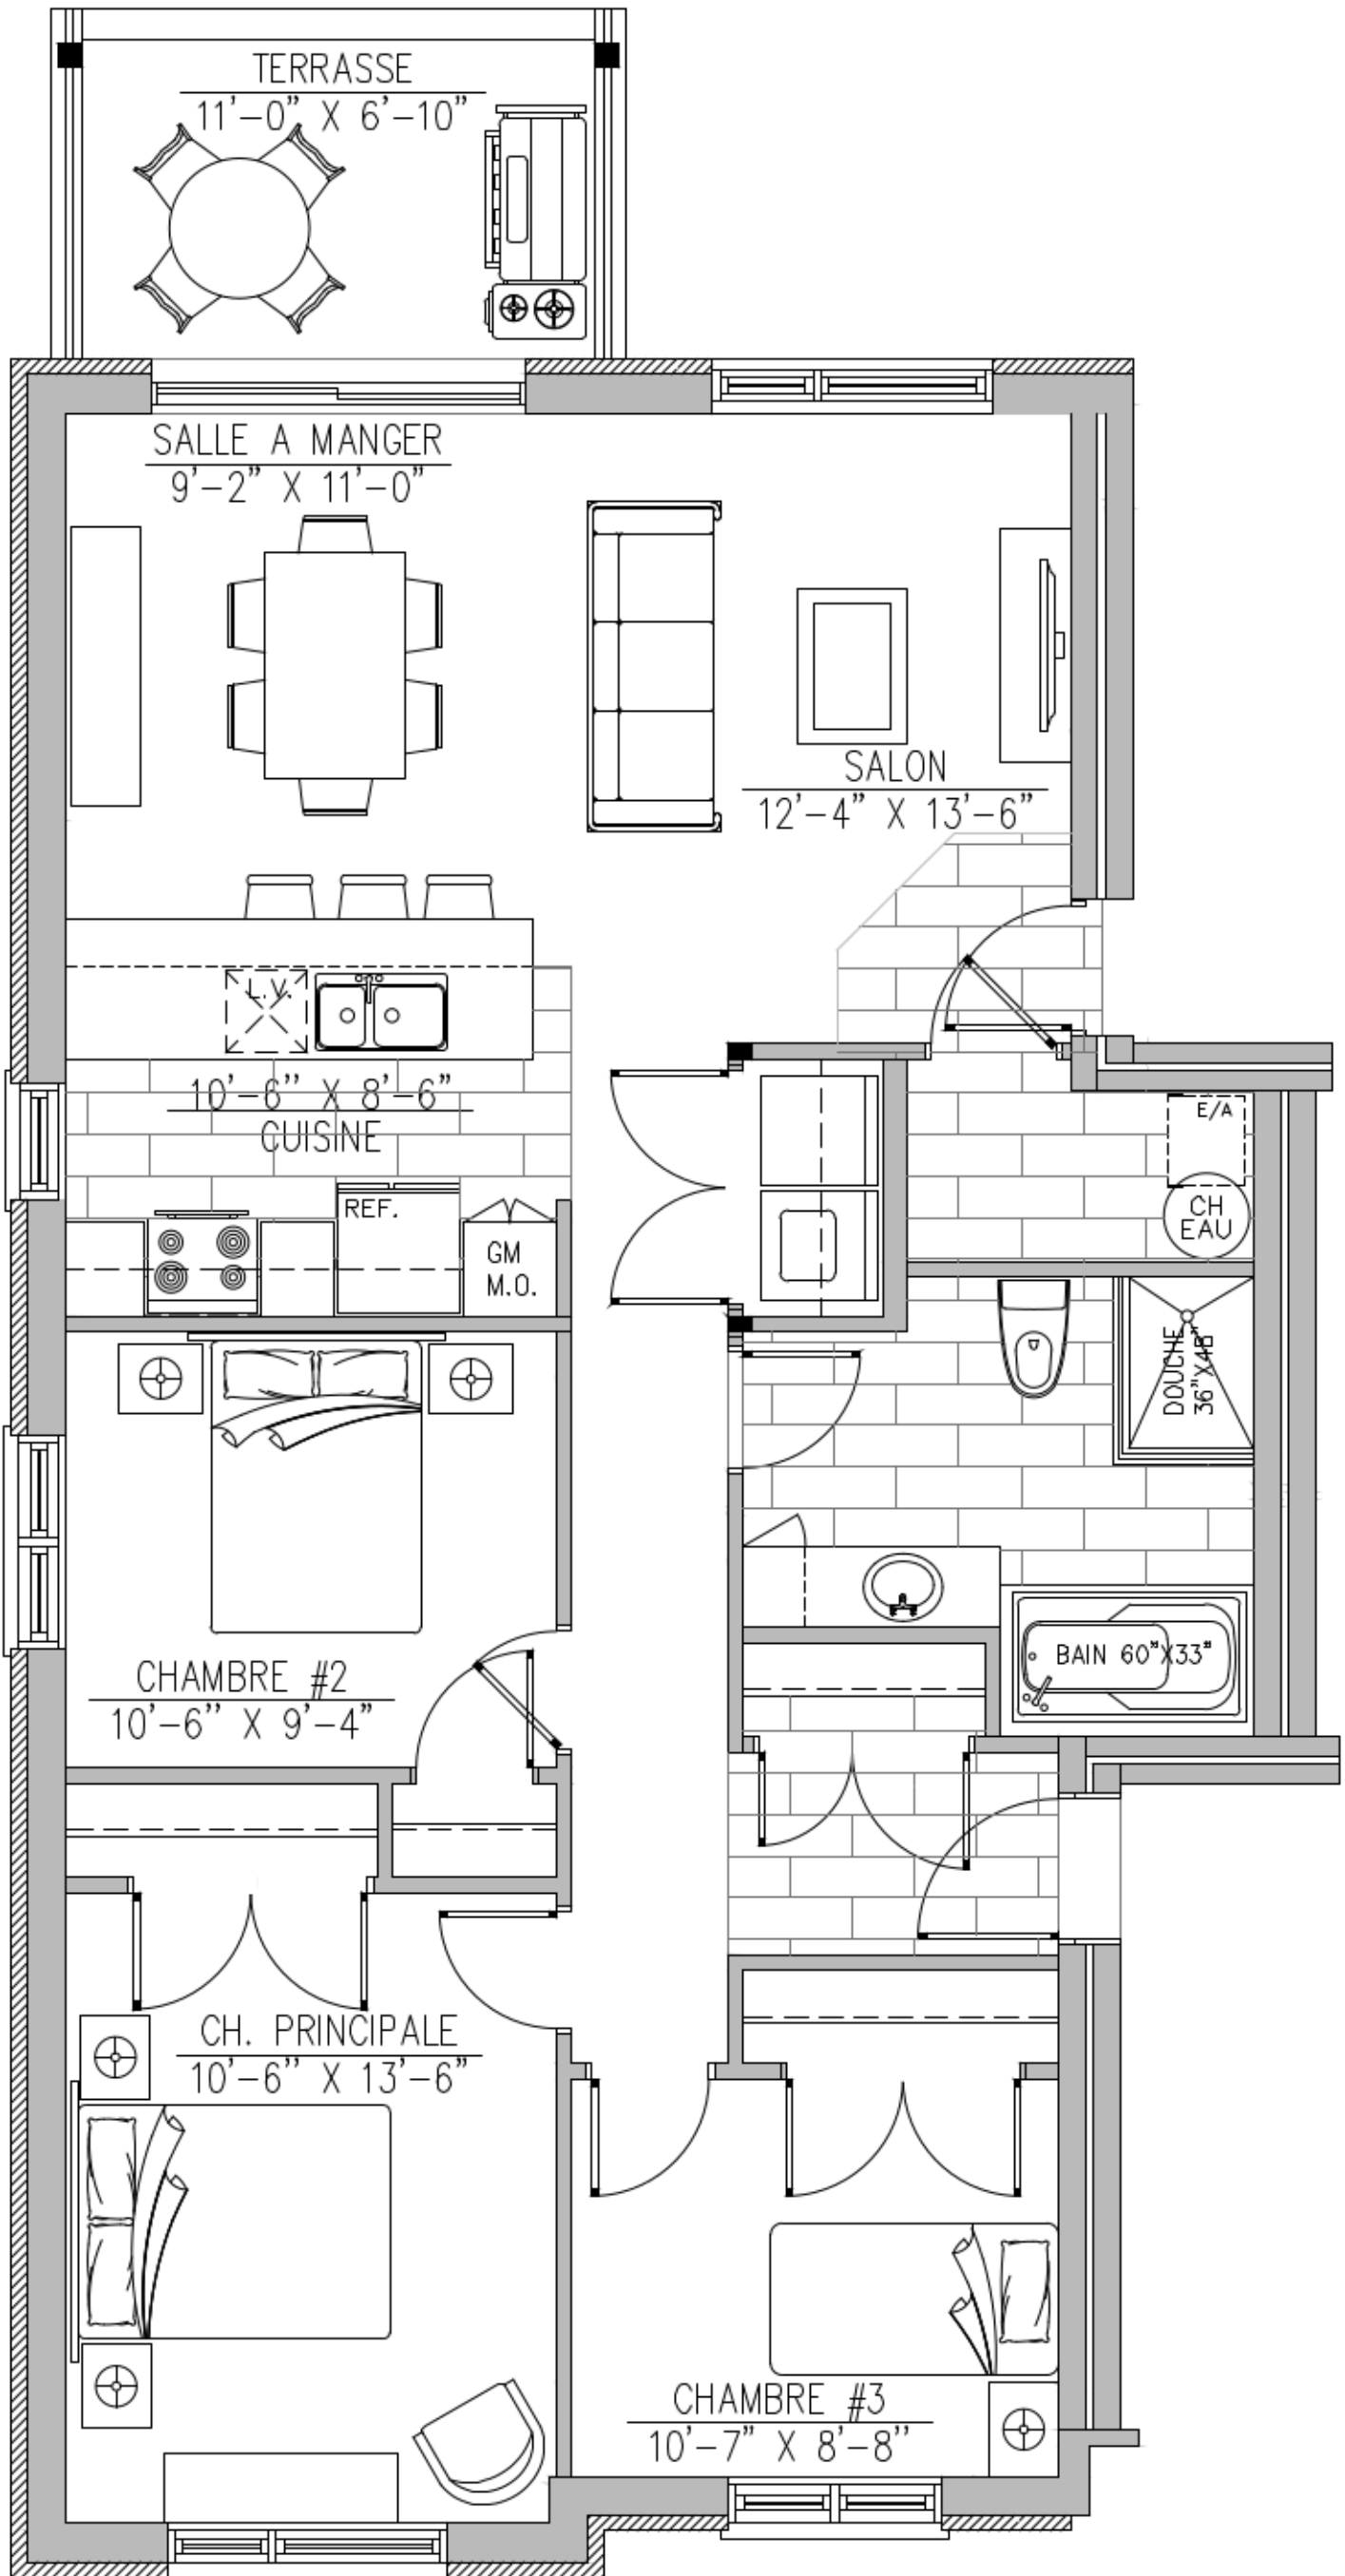 TERRASSE
11'-0" X 6'-10"
SALLE A MANGER
9'-2" X 11'-0"
SALON
12'-4" X 13'-6"
L.V.
10'-6" X 8'-6"
CUISINE
REF.
GM
M.O.
E/A
CH
EAU
DOUCHE
36"X48"
BAIN 60"X33"
CHAMBRE #2
10'-6" X 9'-4"
CH. PRINCIPALE
10'-6" X 13'-6"
CHAMBRE #3
10'-7" X 8'-8"